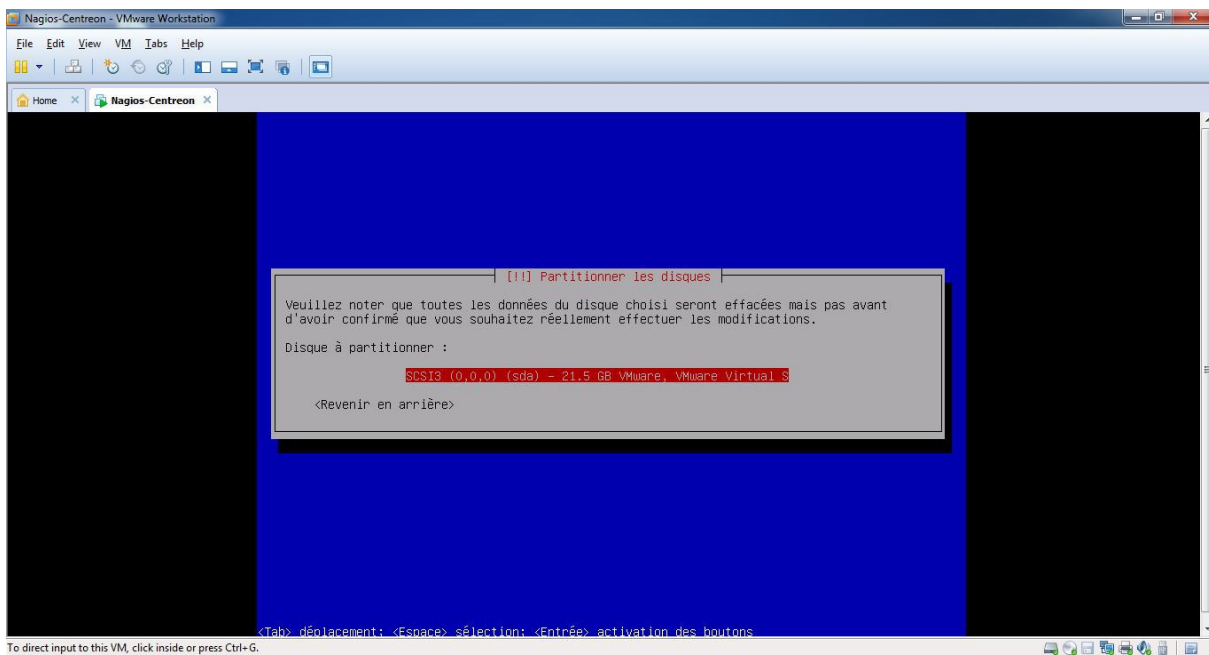 Nagios-Centreon - VMware Workstation
File Edit View VM Tabs Help
Home Nagios-Centreon
[!!] Partitionner les disques
Veuillez noter que toutes les données du disque choisi seront effacées mais pas avant
d'avoir confirmé que vous souhaitez réellement effectuer les modifications.
Disque à partitionner :
SCSI3 (0,0,0) (sda) - 21.5 GB VMware, VMware Virtual S
<Revenir en arrière>
<Tab> déplacement; <Espace> sélection; <Entrée> activation des boutons
To direct input to this VM, click inside or press Ctrl+G.